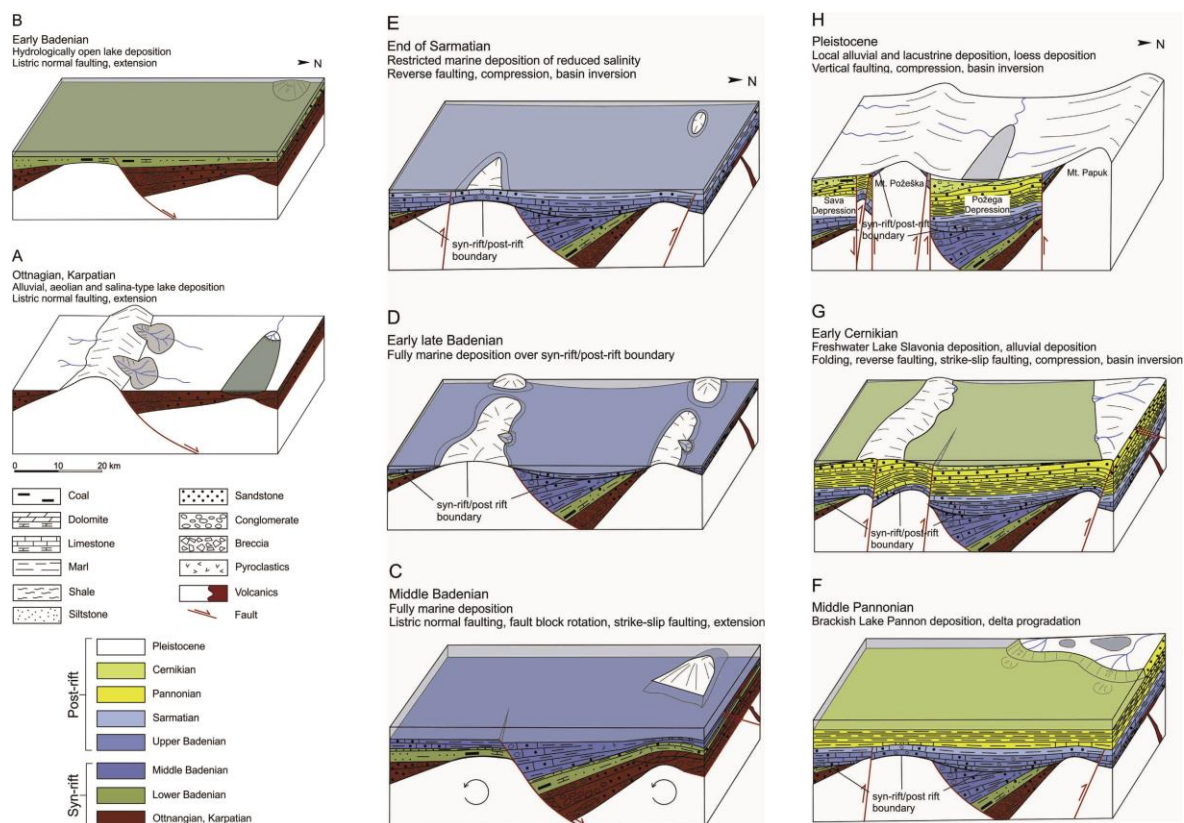 B
Early Badenian
Hydrologically open lake deposition
Listric normal faulting, extension
N
A
Ottnagian, Karpatian
Alluvial, aeolian and salina-type lake deposition
Listric normal faulting, extension
0 10 20 km
Coal
Dolomite
Limestone
Marl
Shale
Siltstone
Sandstone
Conglomerate
Breccia
Pyroclastics
Volcanics
Fault
Post-rift
Pleistocene
Cernikian
Pannonian
Sarmatian
Upper Badenian
Syn-rift
Middle Badenian
Lower Badenian
Ottnangian, Karpatian
E
End of Sarmatian
Restricted marine deposition of reduced salinity
Reverse faulting, compression, basin inversion
N
syn-rift/post-rift
boundary
D
Early late Badenian
Fully marine deposition over syn-rift/post-rift boundary
syn-rift/post rift
boundary
C
Middle Badenian
Fully marine deposition
Listric normal faulting, fault block rotation, strike-slip faulting, extension
H
Pleistocene
Local alluvial and lacustrine deposition, loess deposition
Vertical faulting, compression, basin inversion
N
Mt. Požeška
Mt. Papuk
Sava
Depression
Požega
Depression
syn-rift/post-rift
boundary
G
Early Cernikian
Freshwater Lake Slavonia deposition, alluvial deposition
Folding, reverse faulting, strike-slip faulting, compression, basin inversion
syn-rift/post-rift
boundary
F
Middle Pannonian
Brackish Lake Pannon deposition, delta progradation
syn-rift/post rift
boundary